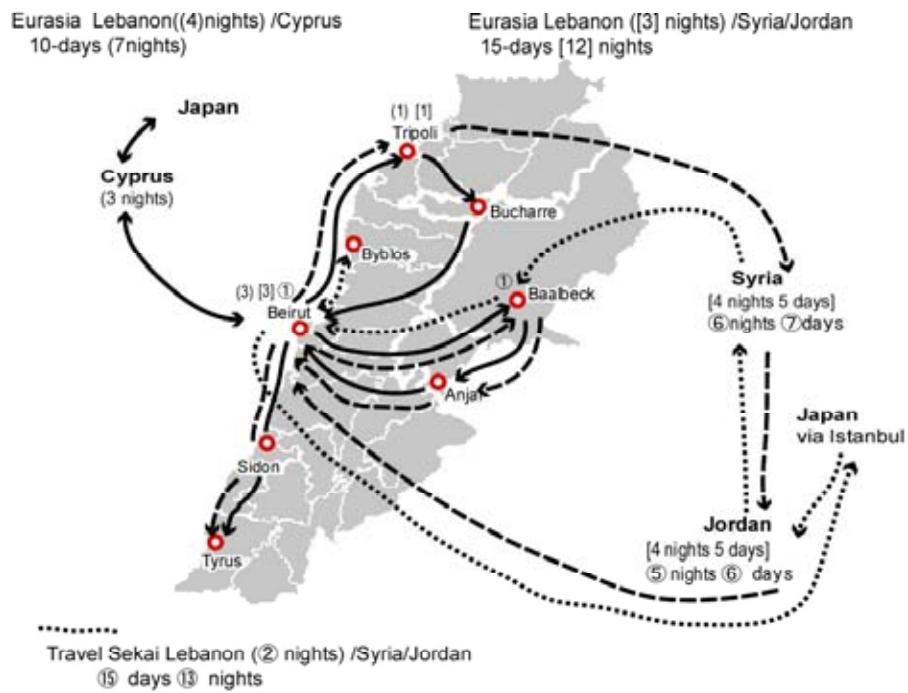 Eurasia Lebanon((4)nights) /Cyprus
10-days (7nights)
Eurasia Lebanon ([3] nights) /Syria/Jordan
15-days [12] nights
Japan
Cyprus
(3 nights)
(1) [1]
Tripoli
Bucharre
Byblos
(3) [3] ①
Beirut
①
Baalbeck
Anjar
Sidon
Tyrus
Syria
[4 nights 5 days]
⑥nights ⑦days
Japan
via Istanbul
Jordan
[4 nights 5 days]
⑤ nights ⑥ days
Travel Sekai Lebanon (② nights) /Syria/Jordan
⑮ days ⑬ nights